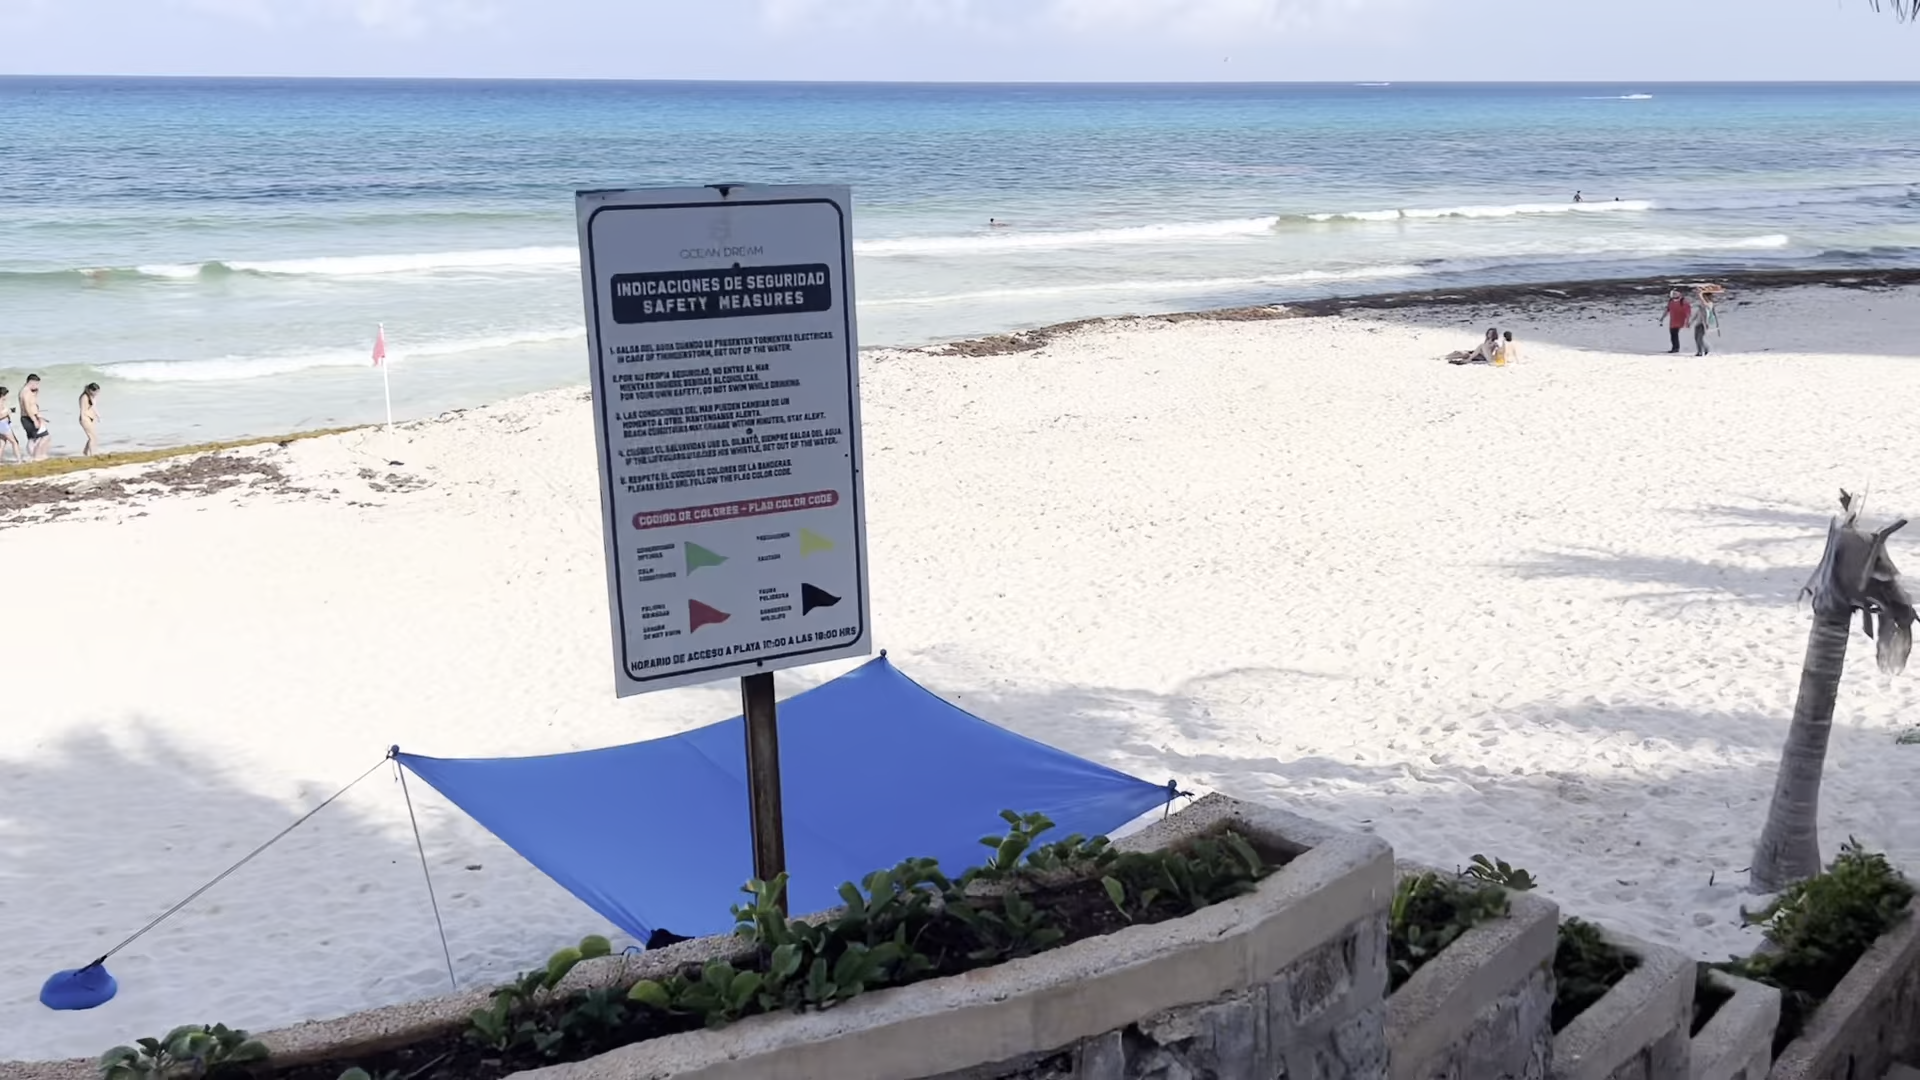 OCEAN DREAM
INDICACIONES DE SEGURIDAD
SAFETY MEASURES
1. SALGA DEL AGUA CUANDO SE PRESENTEN TORMENTAS ELECTRICAS.
IN CASE OF THUNDERSTORM, GET OUT OF THE WATER.
2. POR SU PROPIA SEGURIDAD, NO ENTRE AL MAR
MIENTRAS INGIERE BEBIDAS ALCOHOLICAS.
FOR YOUR OWN SAFETY, DO NOT SWIM WHILE DRINKING.
3. LAS CONDICIONES DEL MAR PUEDEN CAMBIAR DE UN
MOMENTO A OTRO, MANTENGANSE ALERTA.
BEACH CONDITIONS MAY CHANGE WITHIN MINUTES, STAY ALERT.
4. CUANDO EL SALVAVIDAS USE EL SILBATO, SIEMPRE SALGA DEL AGUA.
IF THE LIFEGUARD USES HIS WHISTLE, GET OUT OF THE WATER.
5. RESPETE EL CODIGO DE COLORES DE LA BANDERAS.
PLEASE READ AND FOLLOW THE FLAG COLOR CODE.
CODIGO DE COLORES - FLAG COLOR CODE
CONDICIONES
OPTIMAS
CALM
CONDITIONS
PRECAUCION
CAUTION
PELIGRO
NO NADAR
DANGER
DO NOT SWIM
FAUNA
PELIGROSA
DANGEROUS
WILDLIFE
HORARIO DE ACCESO A PLAYA 10:00 A LAS 18:00 HRS